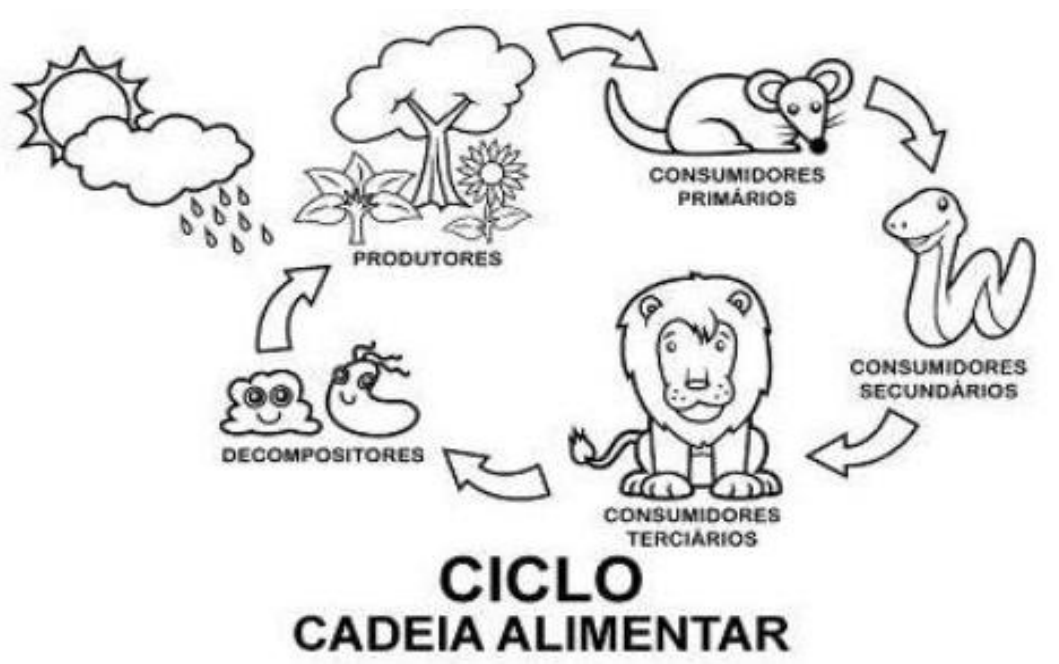 PRODUTORES
CONSUMIDORES
PRIMÁRIOS
CONSUMIDORES
SECUNDÁRIOS
CONSUMIDORES
TERCIÁRIOS
DECOMPOSITORES
CICLO
CADEIA ALIMENTAR